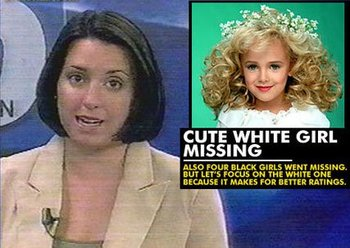 N
CUTE WHITE GIRL
MISSING
ALSO FOUR BLACK GIRLS WENT MISSING.
BUT LET'S FOCUS ON THE WHITE ONE
BECAUSE IT MAKES FOR BETTER RATINGS.